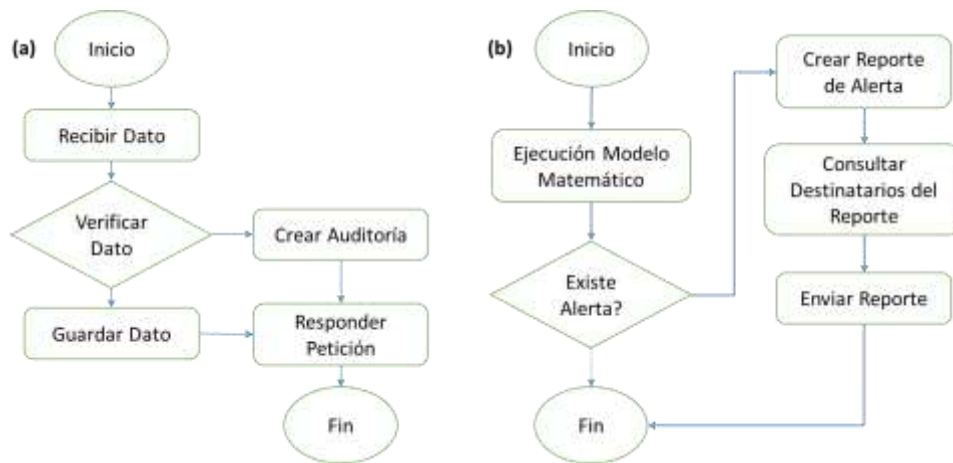 (a)
Inicio
Recibir Dato
Verificar
Dato
Crear Auditoría
Guardar Dato
Responder
Petición
Fin
(b)
Inicio
Ejecución Modelo
Matemático
Existe
Alerta?
Fin
Crear Reporte
de Alerta
Consultar
Destinatarios del
Reporte
Enviar Reporte